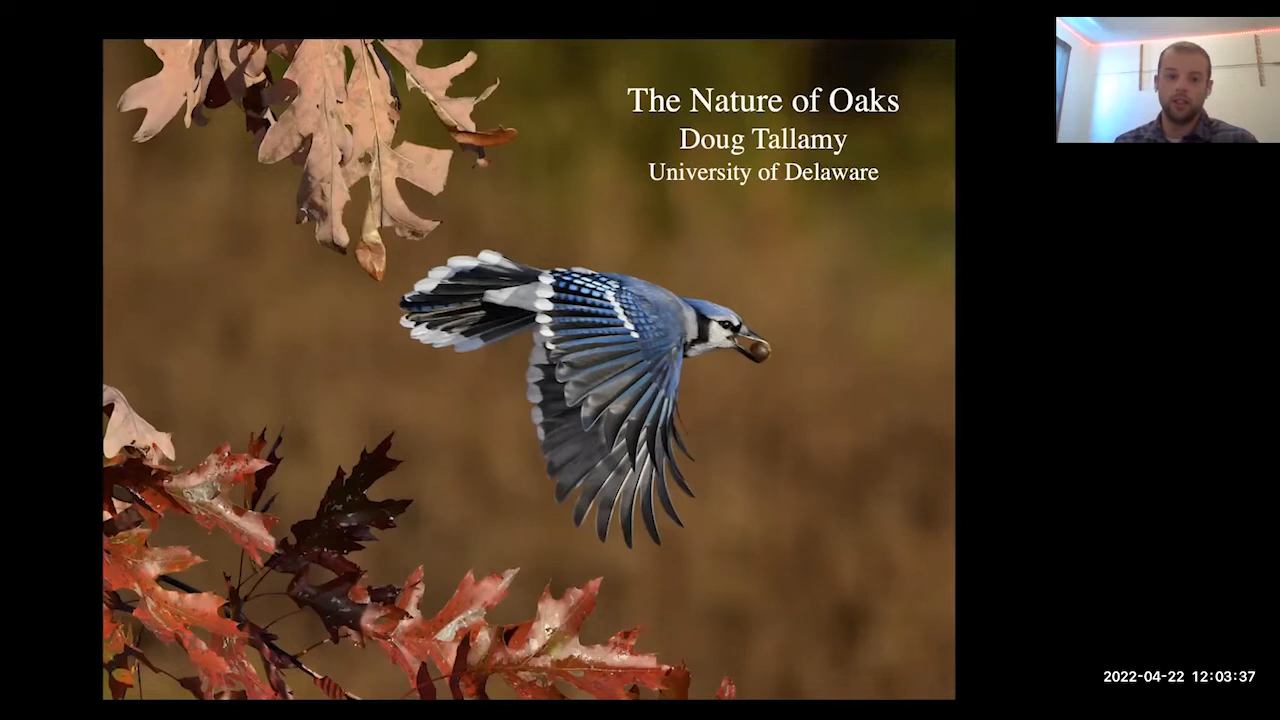 The Nature of Oaks
Doug Tallamy
University of Delaware
2022-04-22 12:03:37